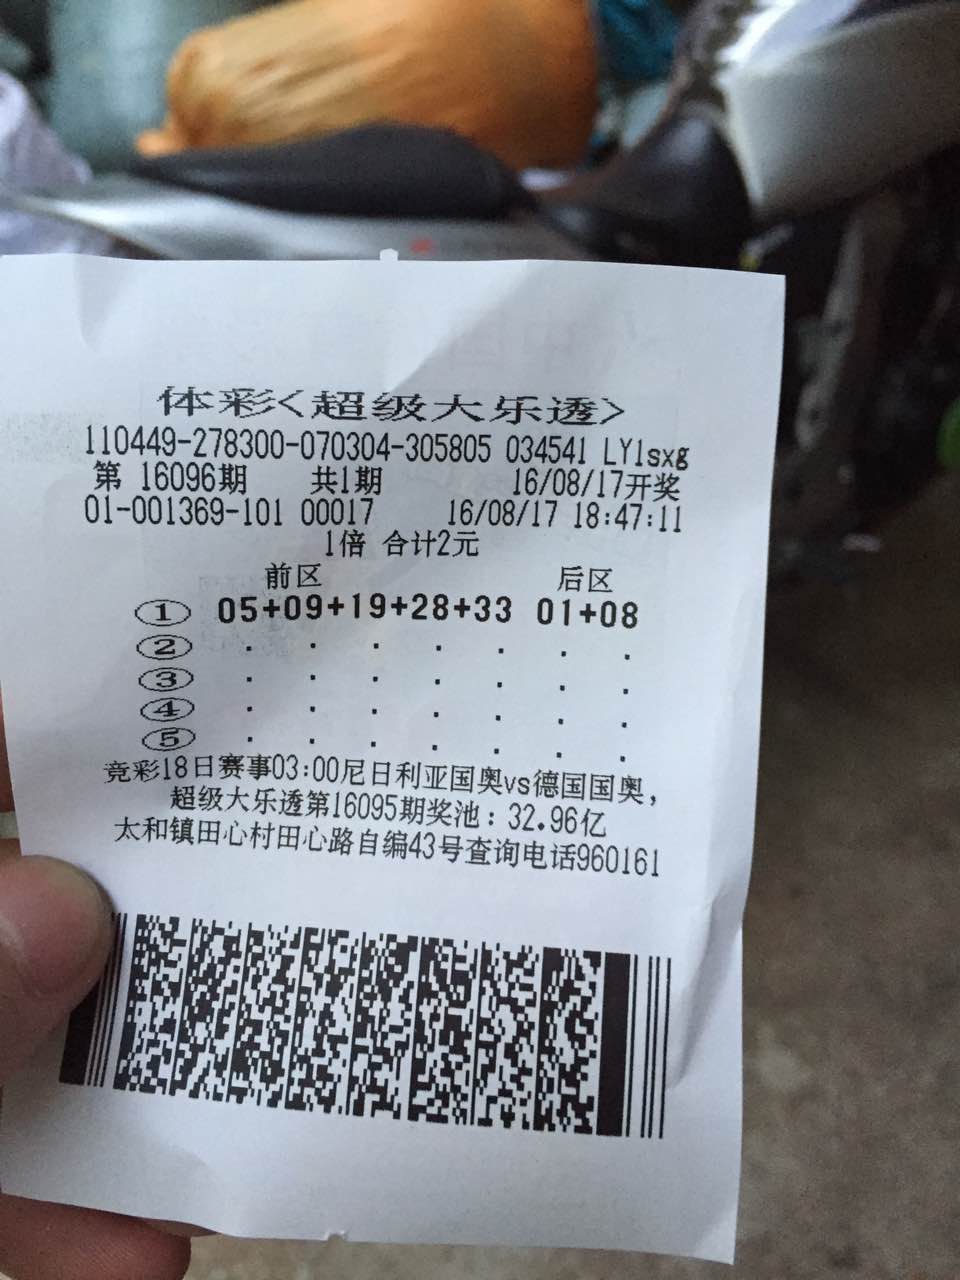 体彩<超级大乐透>
110449-278300-070304-305805 034541 LY1sxg
第 16096期 共1期 16/08/17开奖
01-001369-101 00017 16/08/17 18:47:11
1倍 合计2元
前区 后区
① 05+09+19+28+33 01+08
② . . . . . . .
③ . . . . . . .
④ . . . . . . .
⑤ . . . . . . .
竞彩18日赛事03:00尼日利亚国奥vs德国国奥,
超级大乐透第16095期奖池:32.96亿
太和镇田心村田心路自编43号查询电话960161